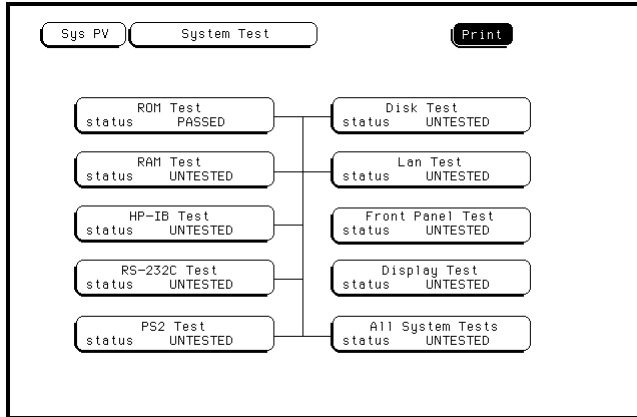 Sys PV System Test Print
ROM Test
status PASSED
Disk Test
status UNTESTED
RAM Test
status UNTESTED
Lan Test
status UNTESTED
HP-IB Test
status UNTESTED
Front Panel Test
status UNTESTED
RS-232C Test
status UNTESTED
Display Test
status UNTESTED
PS2 Test
status UNTESTED
All System Tests
status UNTESTED